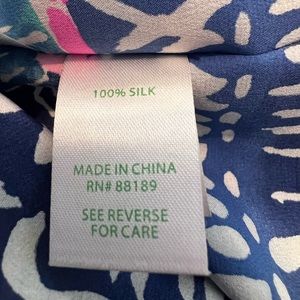 100% SILK
MADE IN CHINA
RN# 88189
SEE REVERSE
FOR CARE